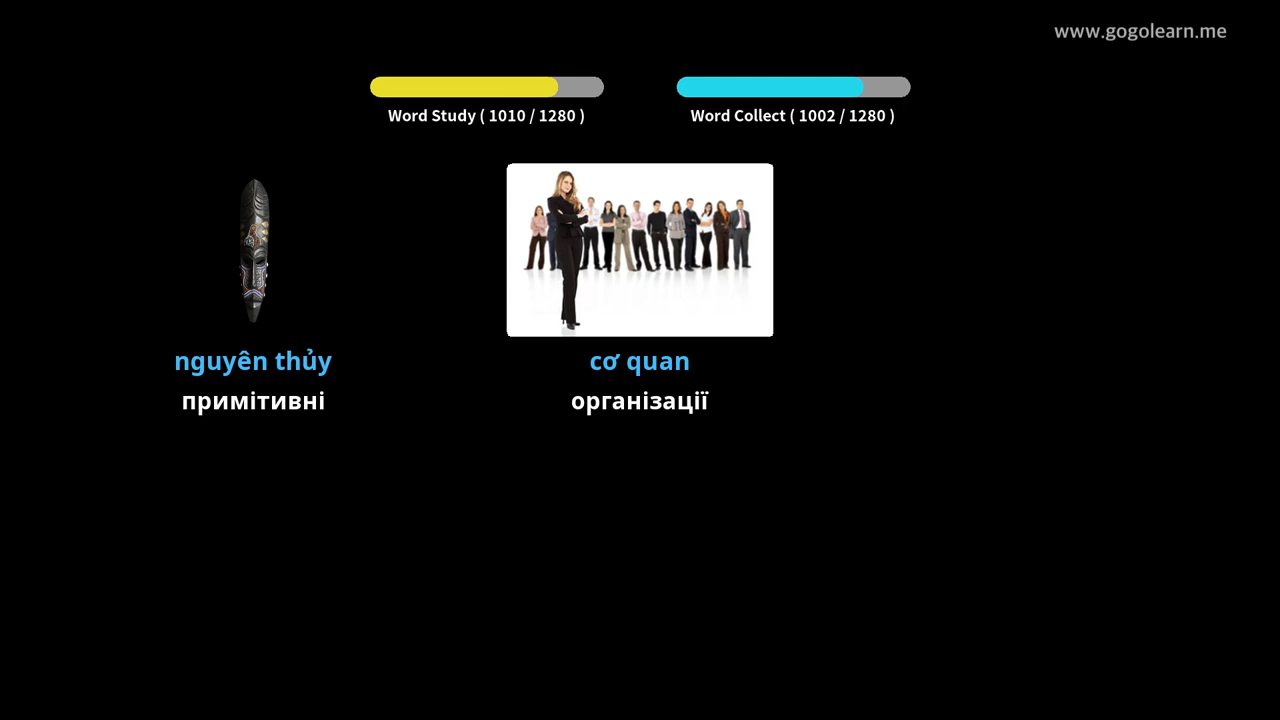 www.gogolearn.me
Word Study ( 1010 / 1280 )
Word Collect ( 1002 / 1280 )
nguyên thủy
примітивні
cơ quan
організації